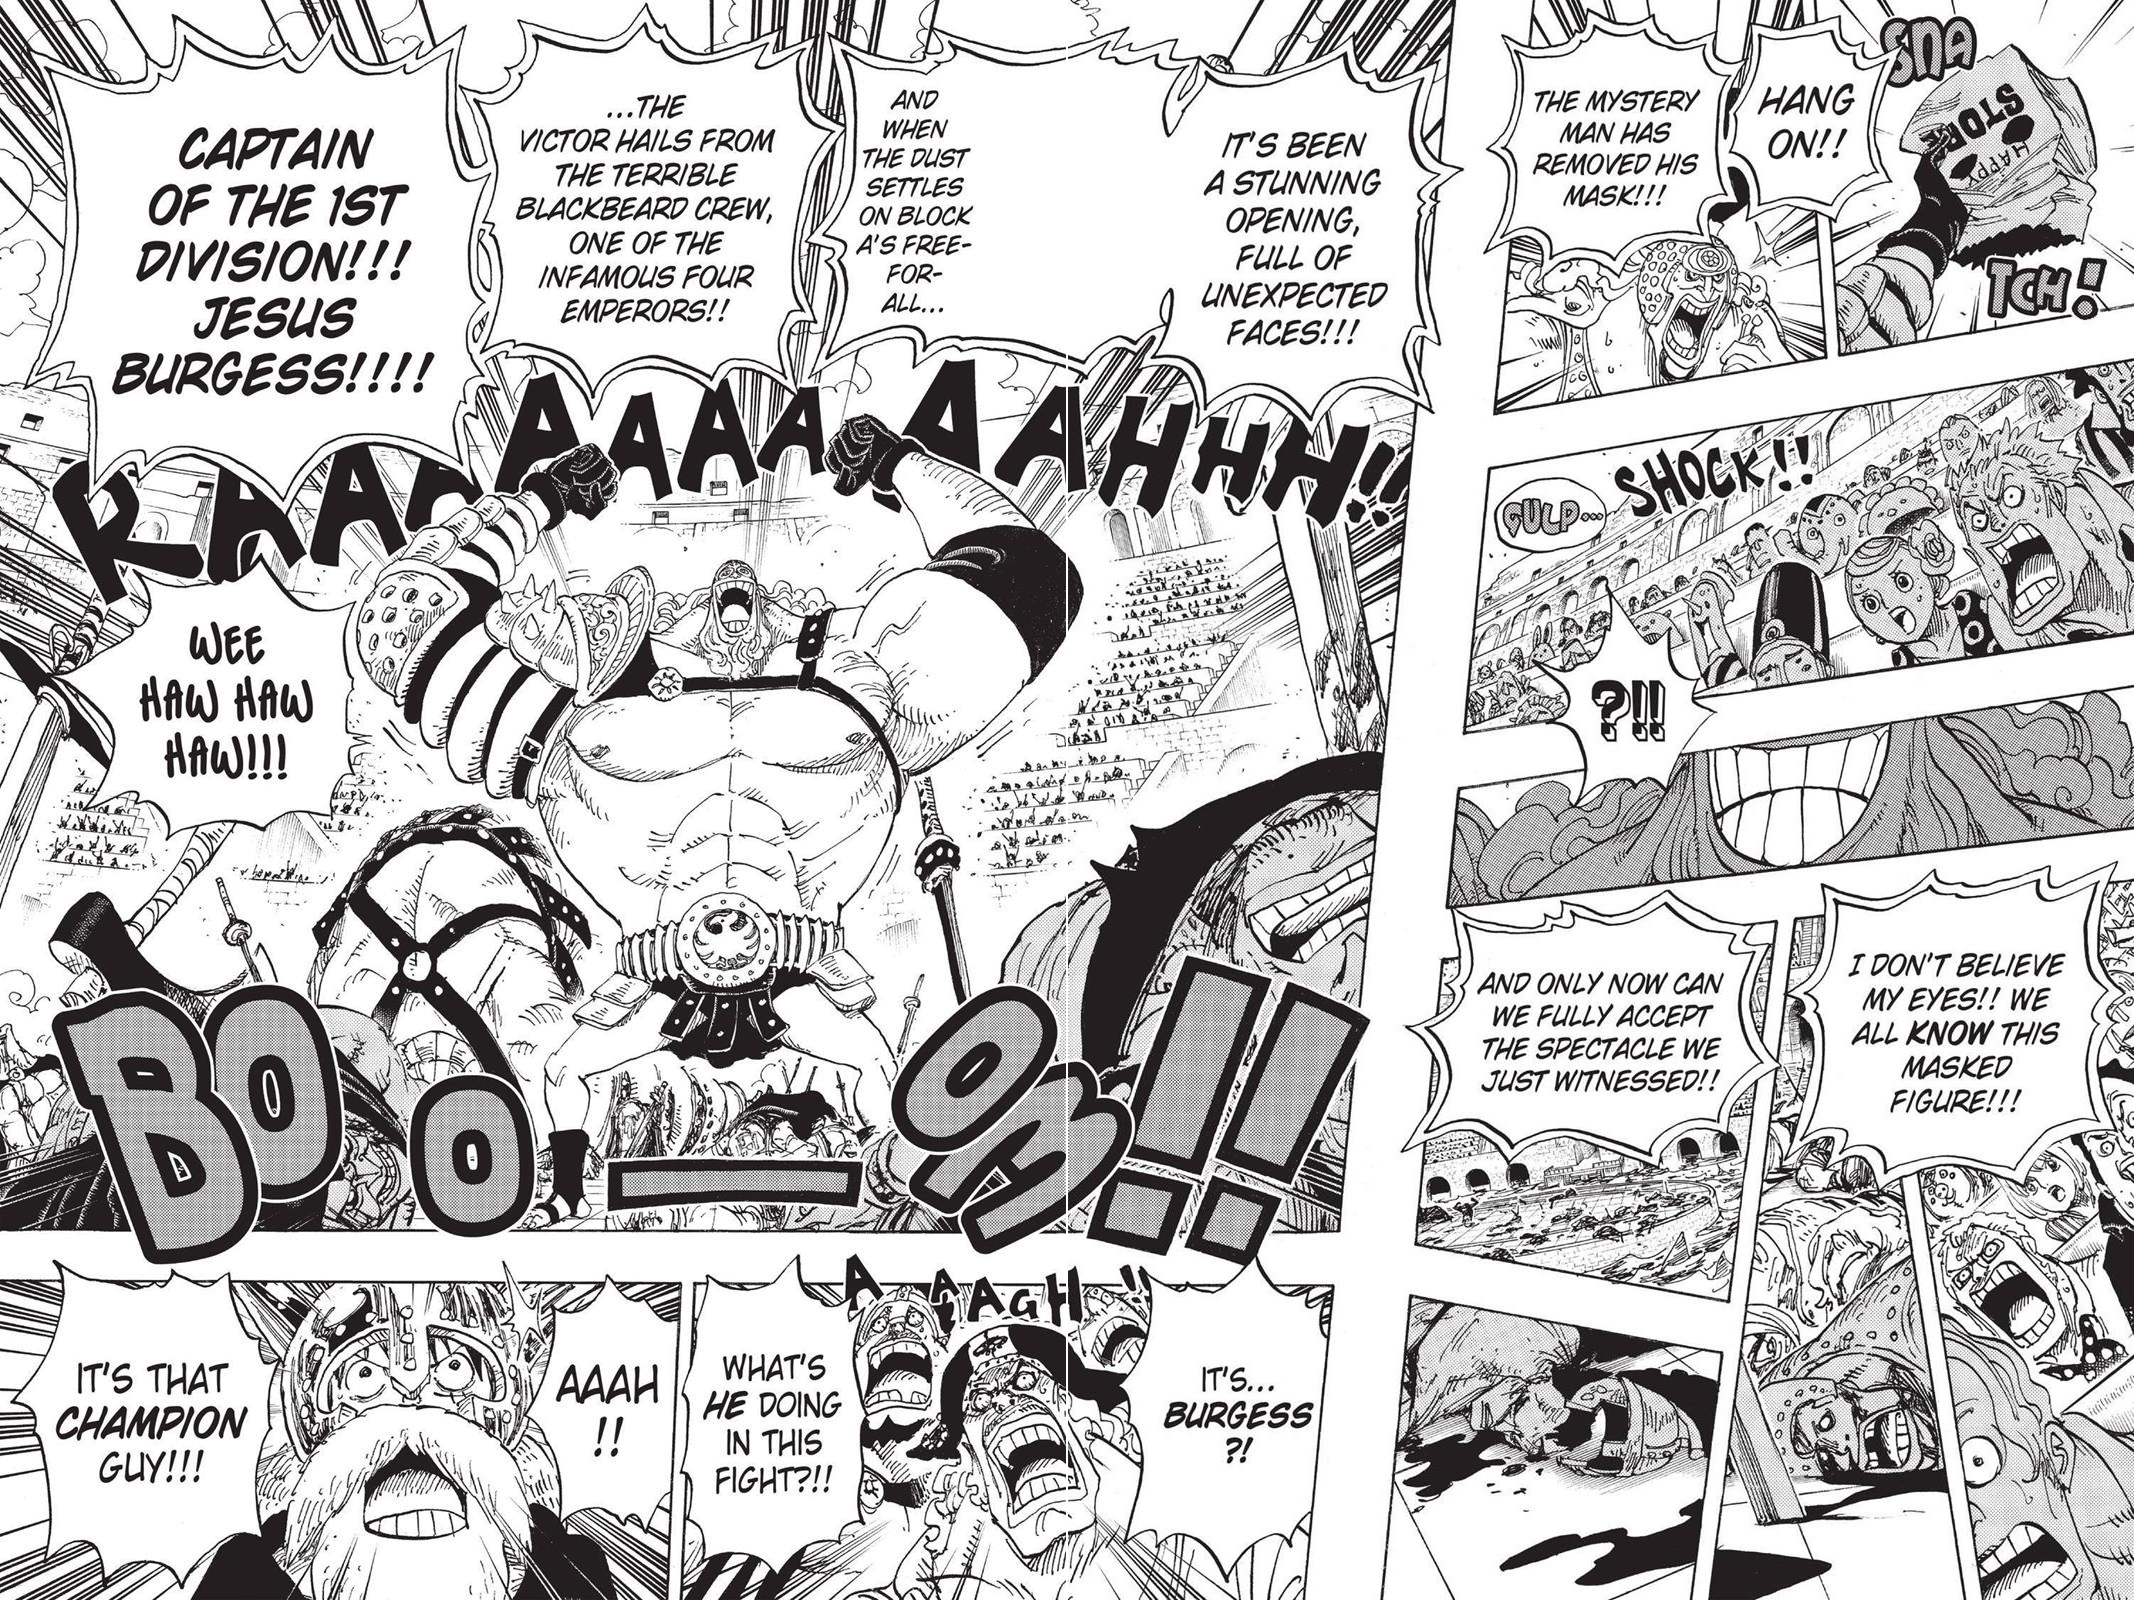 SNA
TCH!
HAPPY
STORE
HANG
ON!!
THE MYSTERY
MAN HAS
REMOVED HIS
MASK!!!
SHOCK!!
GULP...
?!!
I DON'T BELIEVE
MY EYES!! WE
ALL KNOW THIS
MASKED
FIGURE!!!
AND ONLY NOW CAN
WE FULLY ACCEPT
THE SPECTACLE WE
JUST WITNESSED!!
IT'S BEEN
A STUNNING
OPENING,
FULL OF
UNEXPECTED
FACES!!!
AND
WHEN
THE DUST
SETTLES
ON BLOCK
A'S FREE-
FOR-
ALL...
...THE
VICTOR HAILS FROM
THE TERRIBLE
BLACKBEARD CREW,
ONE OF THE
INFAMOUS FOUR
EMPERORS!!
CAPTAIN
OF THE 1ST
DIVISION!!!
JESUS
BURGESS!!!!
RAAAAAAAAAAHHHH!!
WEE
HAW HAW
HAW!!!
BOOOM!!
IT'S...
BURGESS
?!
AAAGH!!
WHAT'S
HE DOING
IN THIS
FIGHT?!!
AAAH
!!
IT'S THAT
CHAMPION
GUY!!!